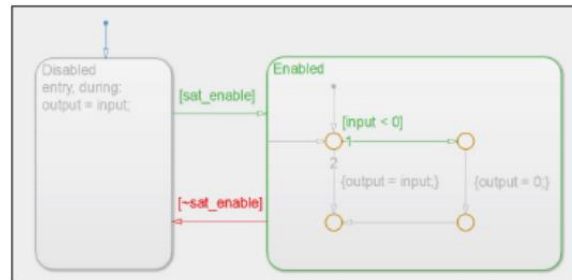 Disabled
entry, during:
output = input;
[sat_enable]
[~sat_enable]
Enabled
[input < 0]
1
2
{output = input;}
{output = 0;}